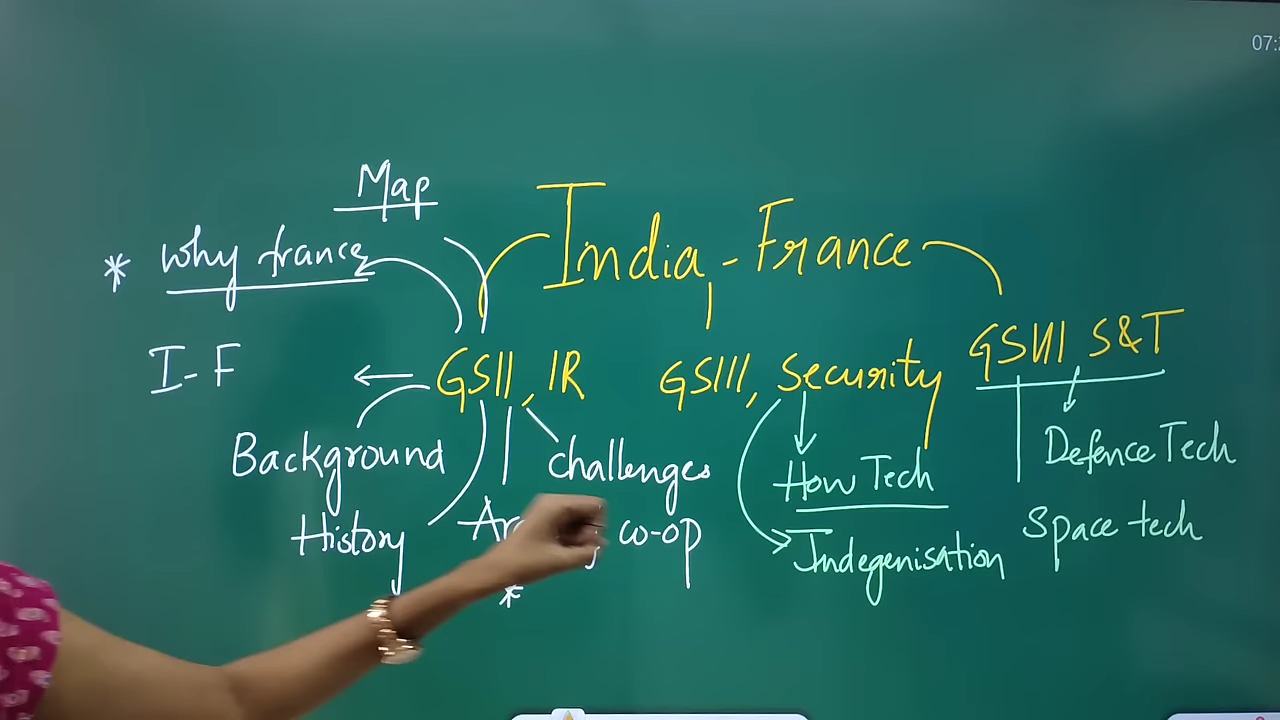 07:
Map
India - France
* Why france
I-F
GSII, IR
GSIII, Security
GSIII S&T
Background
History
challenges
co-op
*
How Tech
Indegenisation
Defence Tech
Space tech